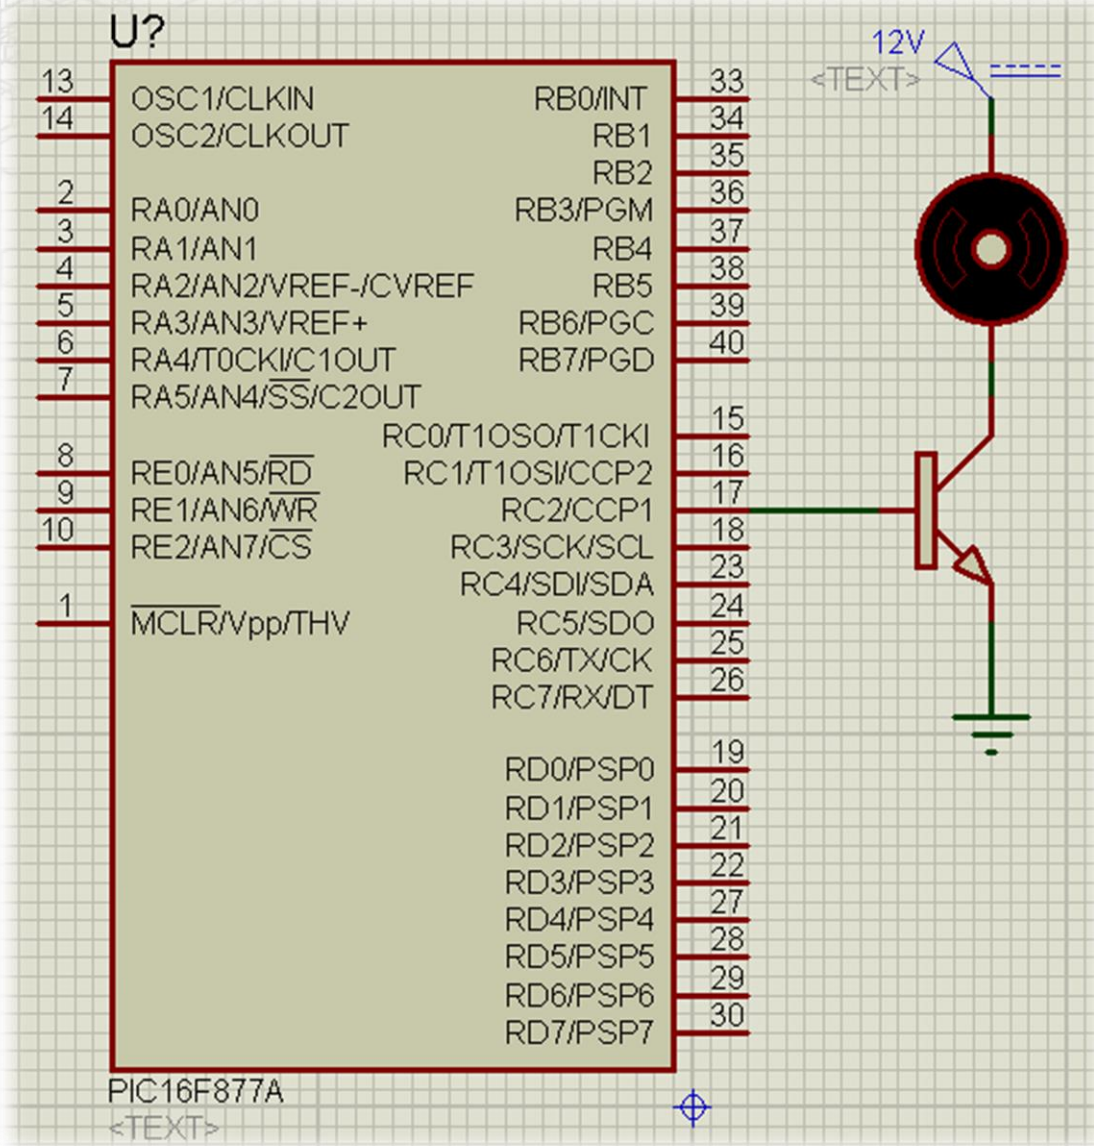 U?
12V
<TEXT>
13 OSC1/CLKIN RB0/INT 33
14 OSC2/CLKOUT RB1 34
RB2 35
2 RA0/AN0 RB3/PGM 36
3 RA1/AN1 RB4 37
4 RA2/AN2/VREF-/CVREF RB5 38
5 RA3/AN3/VREF+ RB6/PGC 39
6 RA4/T0CKI/C1OUT RB7/PGD 40
7 RA5/AN4/SS/C2OUT
RC0/T1OSO/T1CKI 15
8 RE0/AN5/RD RC1/T1OSI/CCP2 16
9 RE1/AN6/WR RC2/CCP1 17
10 RE2/AN7/CS RC3/SCK/SCL 18
RC4/SDI/SDA 23
1 MCLR/Vpp/THV RC5/SDO 24
RC6/TX/CK 25
RC7/RX/DT 26
RD0/PSP0 19
RD1/PSP1 20
RD2/PSP2 21
RD3/PSP3 22
RD4/PSP4 27
RD5/PSP5 28
RD6/PSP6 29
RD7/PSP7 30
PIC16F877A
<TEXT>